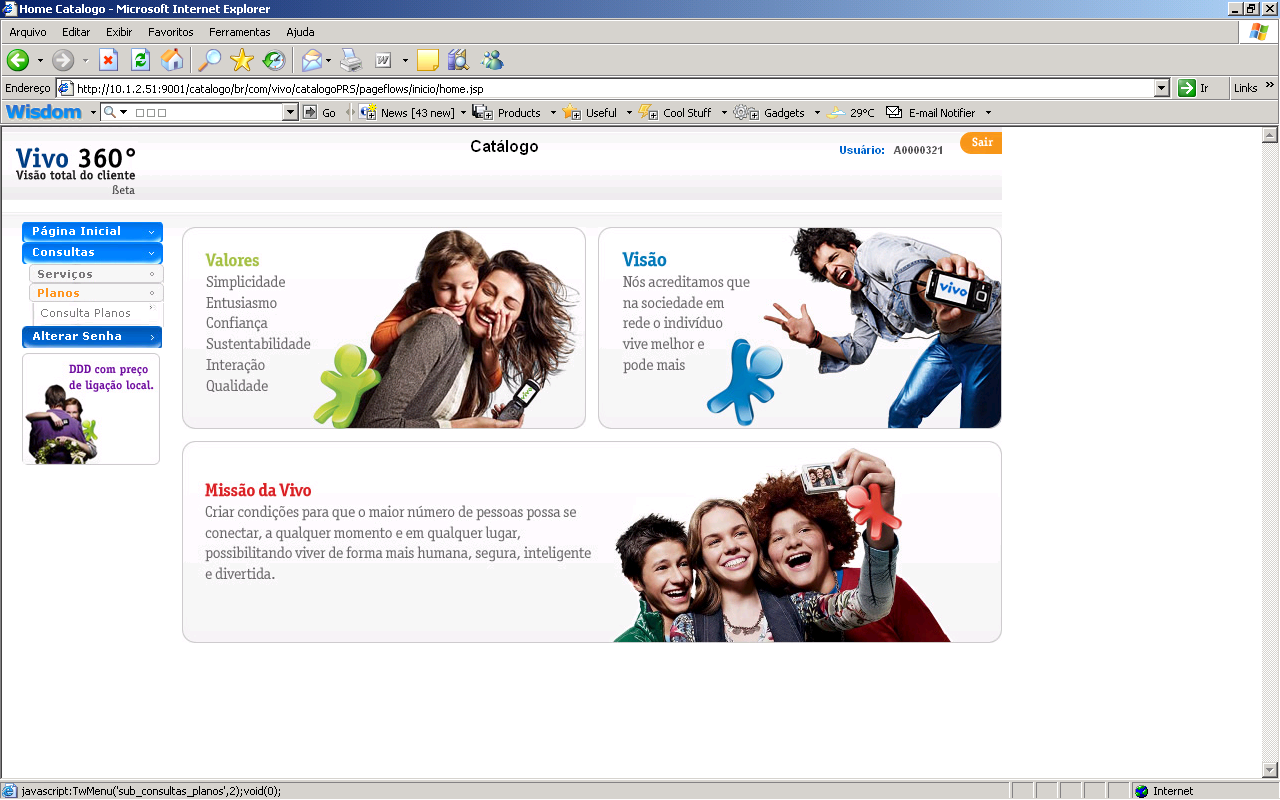 Home Catalogo - Microsoft Internet Explorer
Arquivo Editar Exibir Favoritos Ferramentas Ajuda
Endereço http://10.1.2.51:9001/catalogo/br/com/vivo/catalogoPRS/pageflows/inicio/home.jsp Ir Links »
Wisdom Go News [43 new] Products Useful Cool Stuff Gadgets 29°C E-mail Notifier
Vivo 360°
Visão total do cliente
ßeta
Catálogo
Usuário: A0000321
Sair
Página Inicial
Consultas
Serviços
Planos
Consulta Planos
Alterar Senha
DDD com preço
de ligação local.
Valores
Simplicidade
Entusiasmo
Confiança
Sustentabilidade
Interação
Qualidade
vivo
Visão
Nós acreditamos que
na sociedade em
rede o indivíduo
vive melhor e
pode mais
vivo
Missão da Vivo
Criar condições para que o maior número de pessoas possa se
conectar, a qualquer momento e em qualquer lugar,
possibilitando viver de forma mais humana, segura, inteligente
e divertida.
javascript:TwMenu('sub_consultas_planos',2);void(0);
Internet